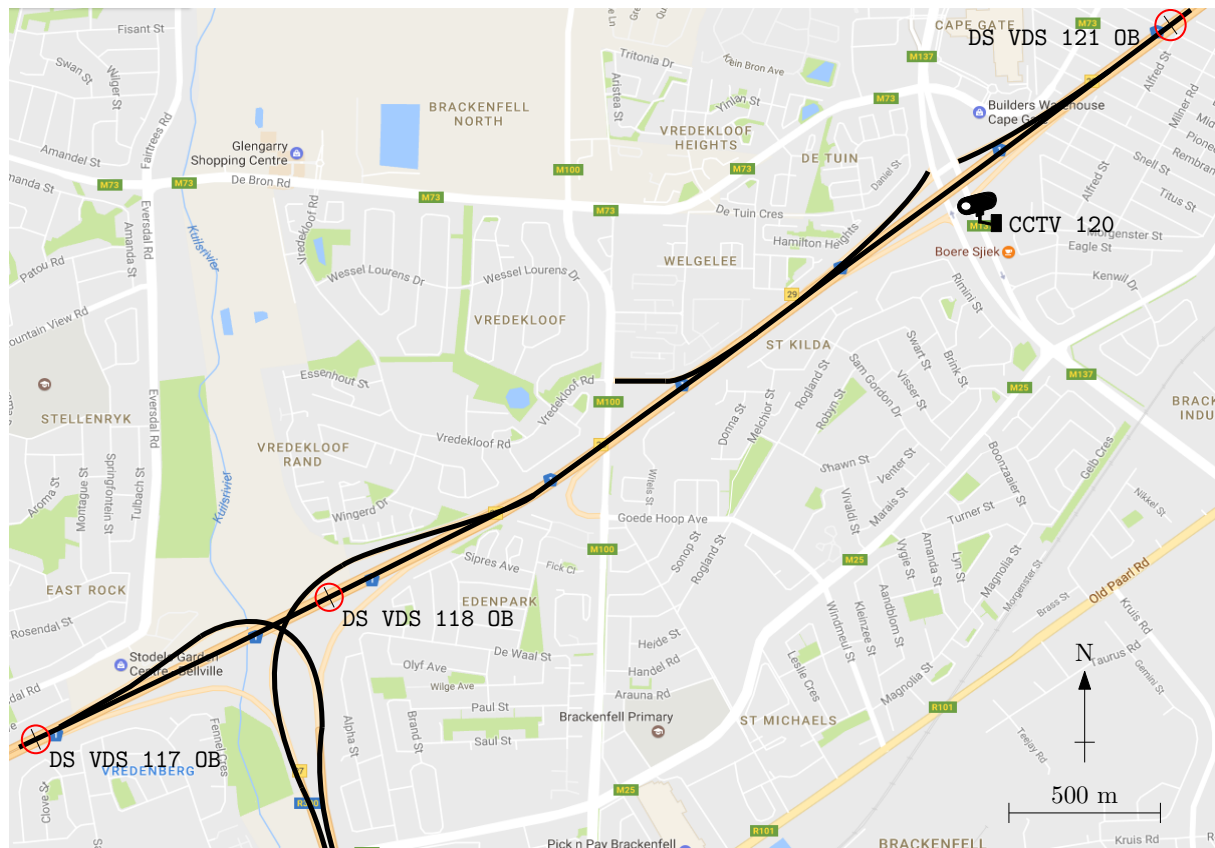 CAPE GATE
M73
DS VDS 121 OB
Fisant St
Tritonia Dr
M137
Swan St
Wilger St
Fairtrees Rd
Aristea St
Yinian St
M73
Alfred St
Milner Rd
BRACKENFELL
NORTH
Builders Warehouse
Cape Gate
VREDEKLOOF
HEIGHTS
Glengarry
Shopping Centre
Amandel St
DE TUIN
Snell St
M100
M73
M73
De Bron Rd
M73
M73
Daniel St
Alfred St
Titus St
Eversdal Rd
Amanda St
Vredekloof Rd
M73
De Tuin Cres
CCTV 120
Kuilsrivier
Hamilton Heights
Morgenster St
Eagle St
Patou Rd
Wessel Lourens Dr
Wessel Lourens Dr
WELGELEE
Boere Sjiek
Kenwil Dr
Rimini St
29
VREDEKLOOF
ST KILDA
Swart St
Brink St
Essenhout St
Vredekloof Rd
Rogland St
Sam Gordon Dr
Visser St
M25
M137
Eversdal Rd
STELLENRYK
M100
Robyn St
Donna St
Melchior St
VREDEKLOOF
RAND
Vredekloof Rd
Gelb Cres
Boonzaaier St
Aroma St
Montague St
Springfontein St
Tulbach St
Kuilsrivier
Witels St
Shawn St
Venter St
Vivaldi St
Marais St
Nikkel St
Wingerd Dr
Goede Hoop Ave
Turner St
M100
Sonop St
Rogland St
M25
Vygie St
Amanda St
Lyn St
Magnolia St
Old Paarl Rd
Sipres Ave
Fick Cr
EAST ROCK
EDENPARK
DS VDS 118 OB
Morgenster St
Brass St
Kruis Rd
Rosendal St
Windmeul St
Kleinzee St
Aandblom St
Heide St
De Waal St
Stodels Garden
Centre - Bellville
Olyf Ave
Handel Rd
Leslie Cres
Magnolia St
Taurus Rd
N
Gemini St
Wilge Ave
Arauna Rd
Paul St
R101
Alpha St
Brand St
Brackenfell Primary
ST MICHAELS
Saul St
Teejay Rd
DS VDS 117 OB
VREDENBERG
Fennel Cres
Clove St
M25
500 m
R101
Pick n Pay Brackenfell
BRACKENFELL
Kruis Rd